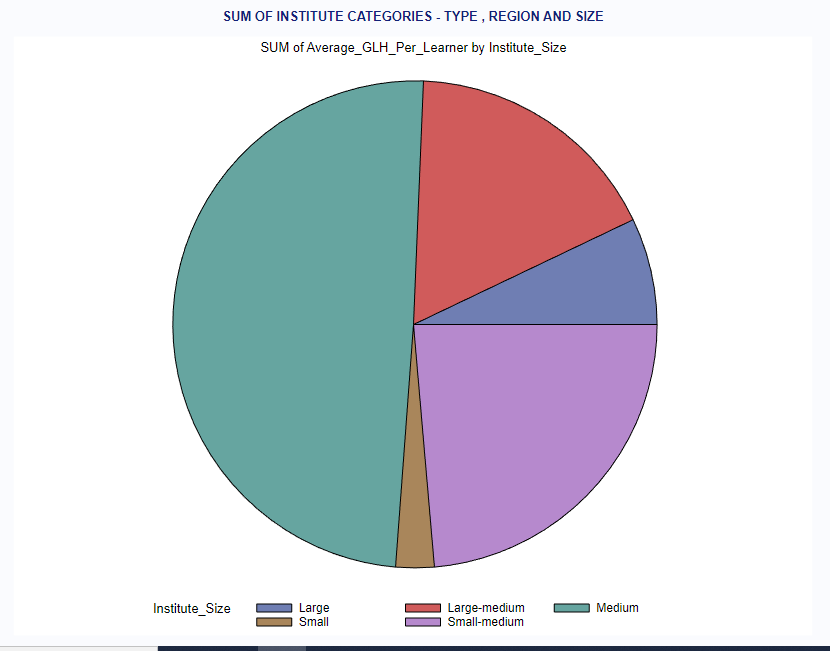 SUM OF INSTITUTE CATEGORIES - TYPE , REGION AND SIZE
SUM of Average_GLH_Per_Learner by Institute_Size
Institute_Size Large Large-medium Medium
Small Small-medium